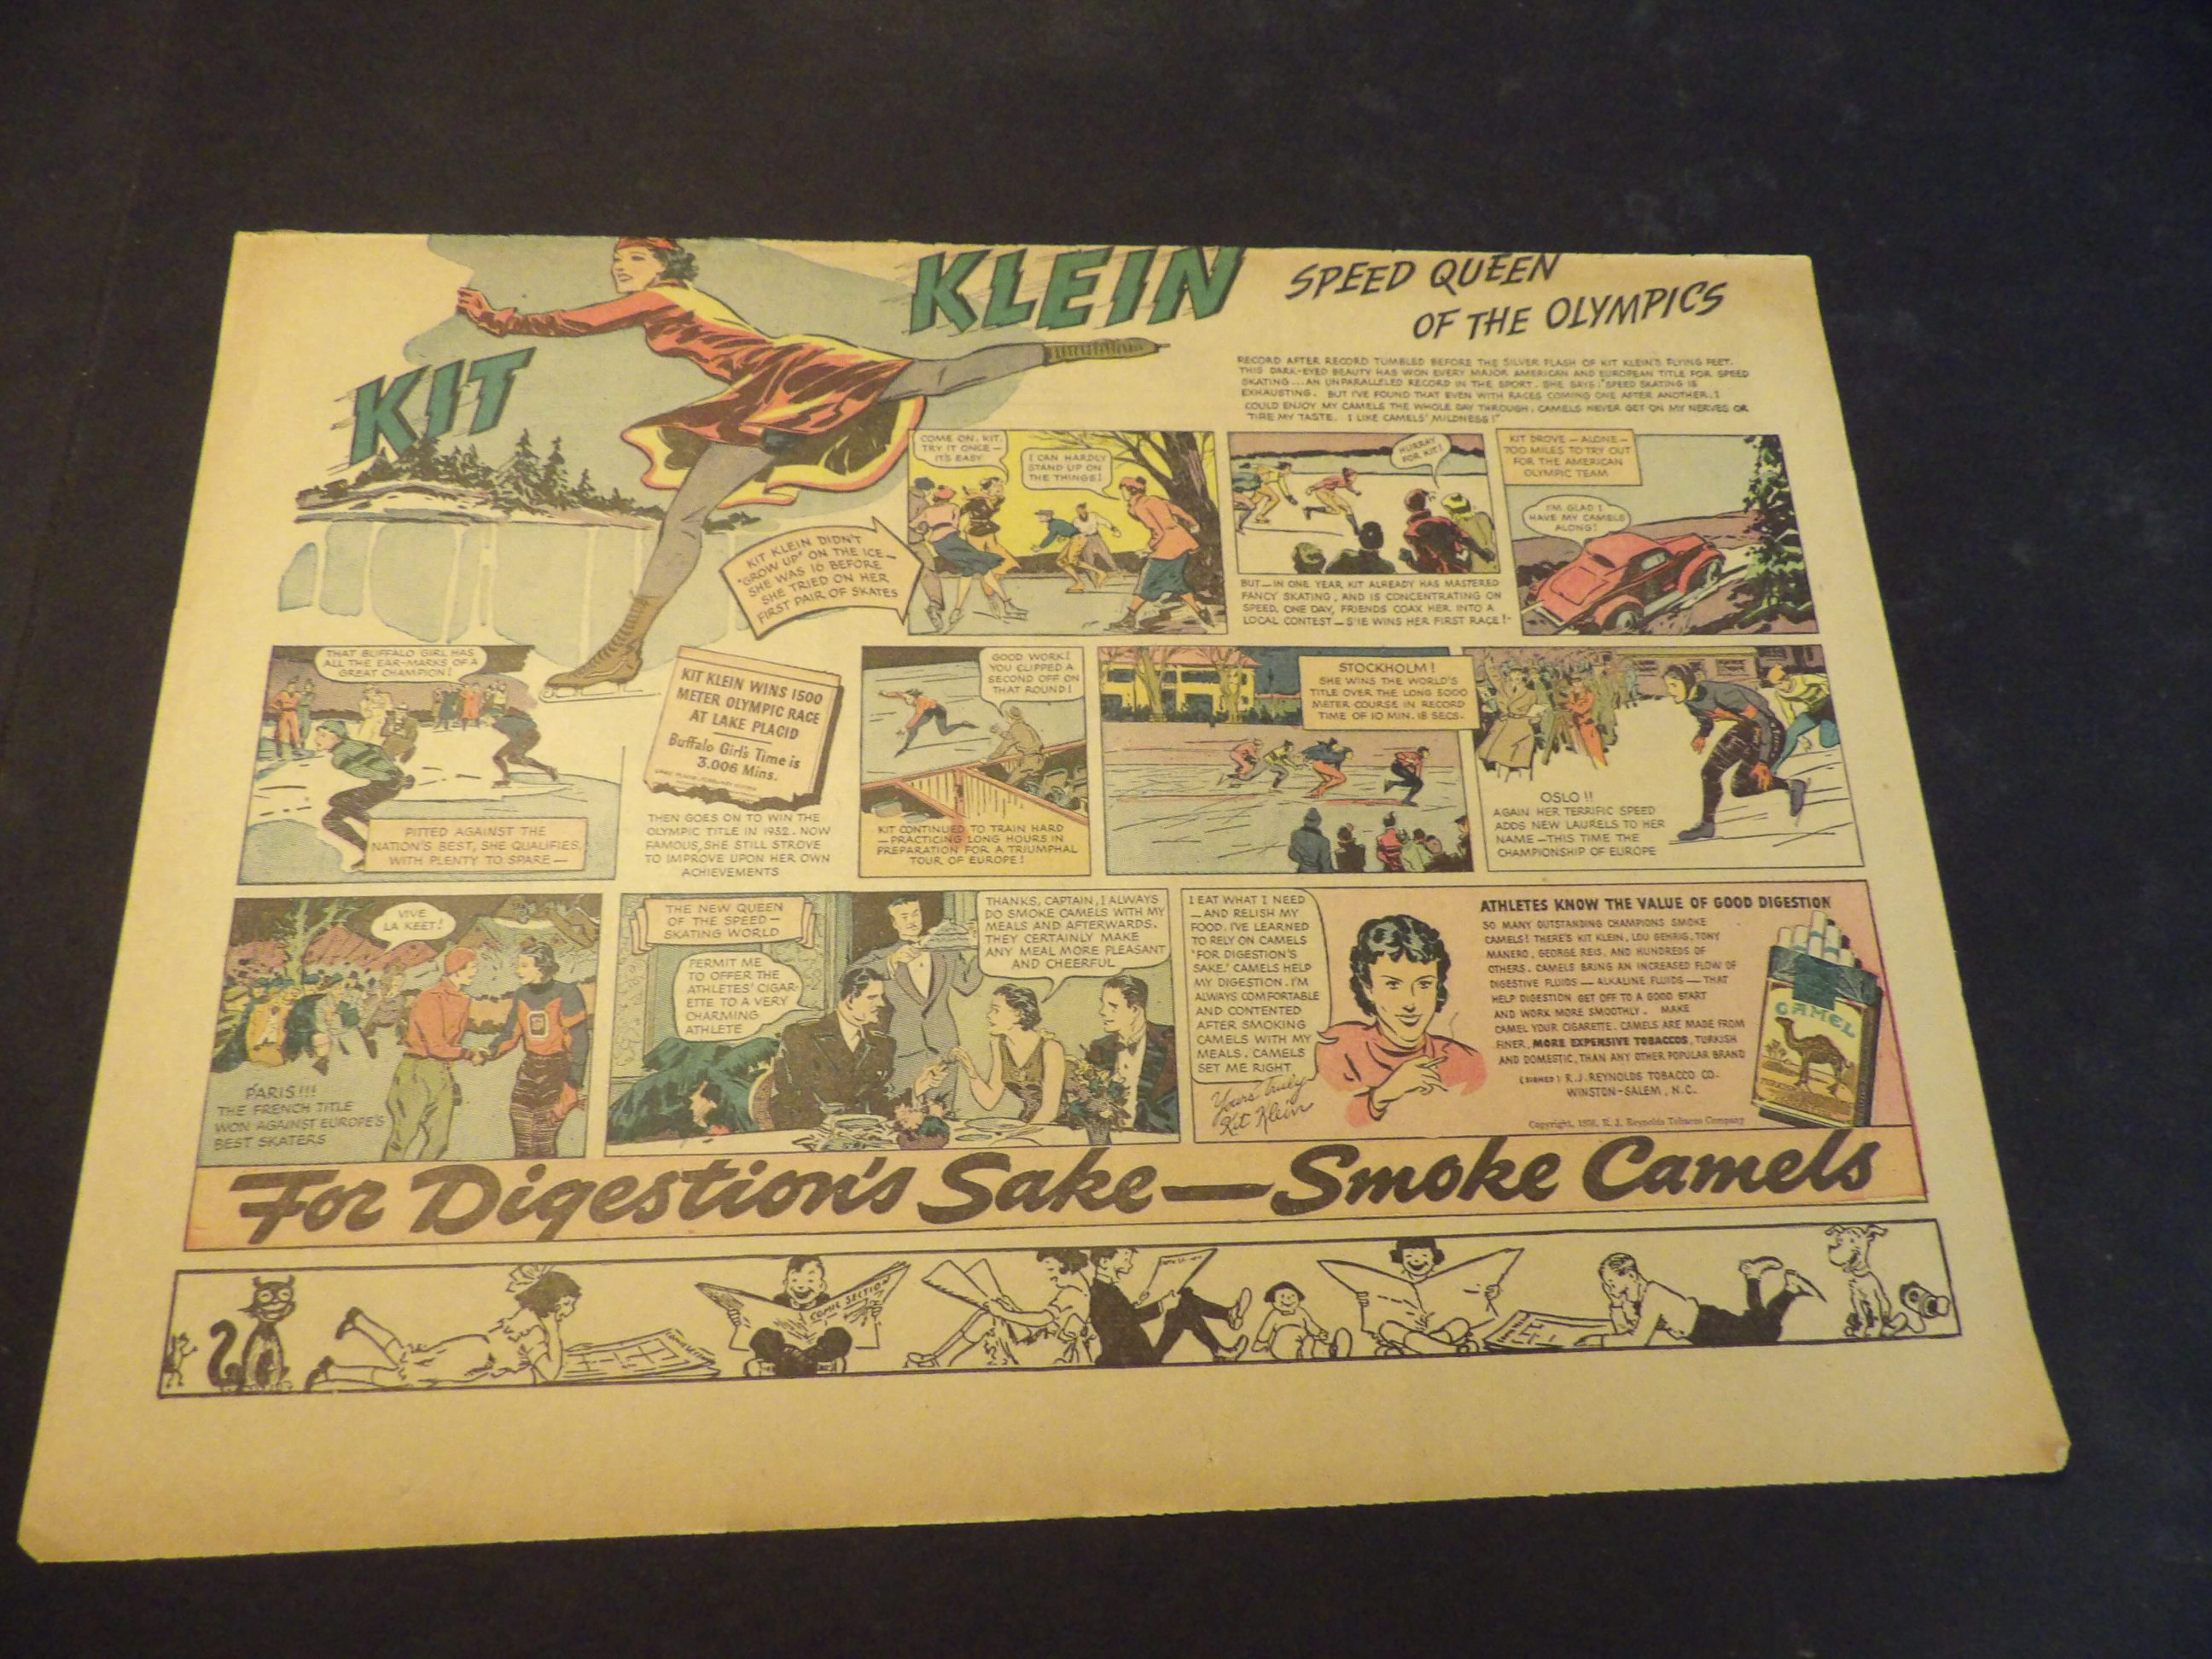 KIT
KLEIN
SPEED QUEEN
OF THE OLYMPICS
RECORD AFTER RECORD TUMBLED BEFORE THE SILVER FLASH OF KIT KLEIN'S FLYING FEET.
THIS DARK-EYED BEAUTY HAS WON EVERY MAJOR AMERICAN AND EUROPEAN TITLE FOR SPEED
SKATING...AN UNPARALLELED RECORD IN THE SPORT. SHE SAYS: "SPEED SKATING IS
EXHAUSTING. BUT I'VE FOUND THAT EVEN WITH RACES COMING ONE AFTER ANOTHER, I
COULD ENJOY MY CAMELS THE WHOLE DAY THROUGH. CAMELS NEVER GET ON MY NERVES OR
TIRE MY TASTE. I LIKE CAMELS' MILDNESS!"
KIT KLEIN DIDN'T
"GROW UP" ON THE ICE—
SHE WAS 16 BEFORE
SHE TRIED ON HER
FIRST PAIR OF SKATES
COME ON, KIT.
TRY IT ONCE—
IT'S EASY
I CAN HARDLY
STAND UP ON
THE THINGS!
HURRAY
FOR KIT!
BUT—IN ONE YEAR KIT ALREADY HAS MASTERED
FANCY SKATING, AND IS CONCENTRATING ON
SPEED. ONE DAY, FRIENDS COAX HER INTO A
LOCAL CONTEST—SHE WINS HER FIRST RACE!
KIT DROVE—ALONE—
700 MILES TO TRY OUT
FOR THE AMERICAN
OLYMPIC TEAM
I'M GLAD I
HAVE MY CAMELS
ALONG!
THAT BUFFALO GIRL HAS
ALL THE EAR-MARKS OF A
GREAT CHAMPION!
PITTED AGAINST THE
NATION'S BEST, SHE QUALIFIES,
WITH PLENTY TO SPARE—
KIT KLEIN WINS 1500
METER OLYMPIC RACE
AT LAKE PLACID
Buffalo Girl's Time is
3.006 Mins.
THEN GOES ON TO WIN THE
OLYMPIC TITLE IN 1932. NOW
FAMOUS, SHE STILL STROVE
TO IMPROVE UPON HER OWN
ACHIEVEMENTS
GOOD WORK!
YOU CLIPPED A
SECOND OFF ON
THAT ROUND!
KIT CONTINUED TO TRAIN HARD
—PRACTICING LONG HOURS IN
PREPARATION FOR A TRIUMPHAL
TOUR OF EUROPE!
STOCKHOLM!
SHE WINS THE WORLD'S
TITLE OVER THE LONG 5000
METER COURSE IN RECORD
TIME OF 10 MIN. 18 SECS.
OSLO!!
AGAIN HER TERRIFIC SPEED
ADDS NEW LAURELS TO HER
NAME—THIS TIME THE
CHAMPIONSHIP OF EUROPE
VIVE
LA KEET!
PARIS!!!
THE FRENCH TITLE
WON AGAINST EUROPE'S
BEST SKATERS
THE NEW QUEEN
OF THE SPEED-
SKATING WORLD
PERMIT ME
TO OFFER THE
ATHLETES' CIGAR-
ETTE TO A VERY
CHARMING
ATHLETE
THANKS, CAPTAIN, I ALWAYS
DO SMOKE CAMELS WITH MY
MEALS AND AFTERWARDS.
THEY CERTAINLY MAKE
ANY MEAL MORE PLEASANT
AND CHEERFUL
I EAT WHAT I NEED
—AND RELISH MY
FOOD. I'VE LEARNED
TO RELY ON CAMELS
'FOR DIGESTION'S
SAKE.' CAMELS HELP
MY DIGESTION. I'M
ALWAYS COMFORTABLE
AND CONTENTED
AFTER SMOKING
CAMELS WITH MY
MEALS. CAMELS
SET ME RIGHT
Yours truly
Kit Klein
ATHLETES KNOW THE VALUE OF GOOD DIGESTION
SO MANY OUTSTANDING CHAMPIONS SMOKE
CAMELS! THERE'S KIT KLEIN, LOU GEHRIG, TONY
MANERO, GEORGE REIS, AND HUNDREDS OF
OTHERS. CAMELS BRING AN INCREASED FLOW OF
DIGESTIVE FLUIDS—ALKALINE FLUIDS—THAT
HELP DIGESTION GET OFF TO A GOOD START
AND WORK MORE SMOOTHLY. MAKE
CAMEL YOUR CIGARETTE. CAMELS ARE MADE FROM
FINER, MORE EXPENSIVE TOBACCOS, TURKISH
AND DOMESTIC, THAN ANY OTHER POPULAR BRAND
(SIGNED) R.J. REYNOLDS TOBACCO CO.
WINSTON-SALEM, N.C.
Copyright, 1936, R. J. Reynolds Tobacco Company
CAMEL
For Digestion's Sake—Smoke Camels
COMIC SECTION